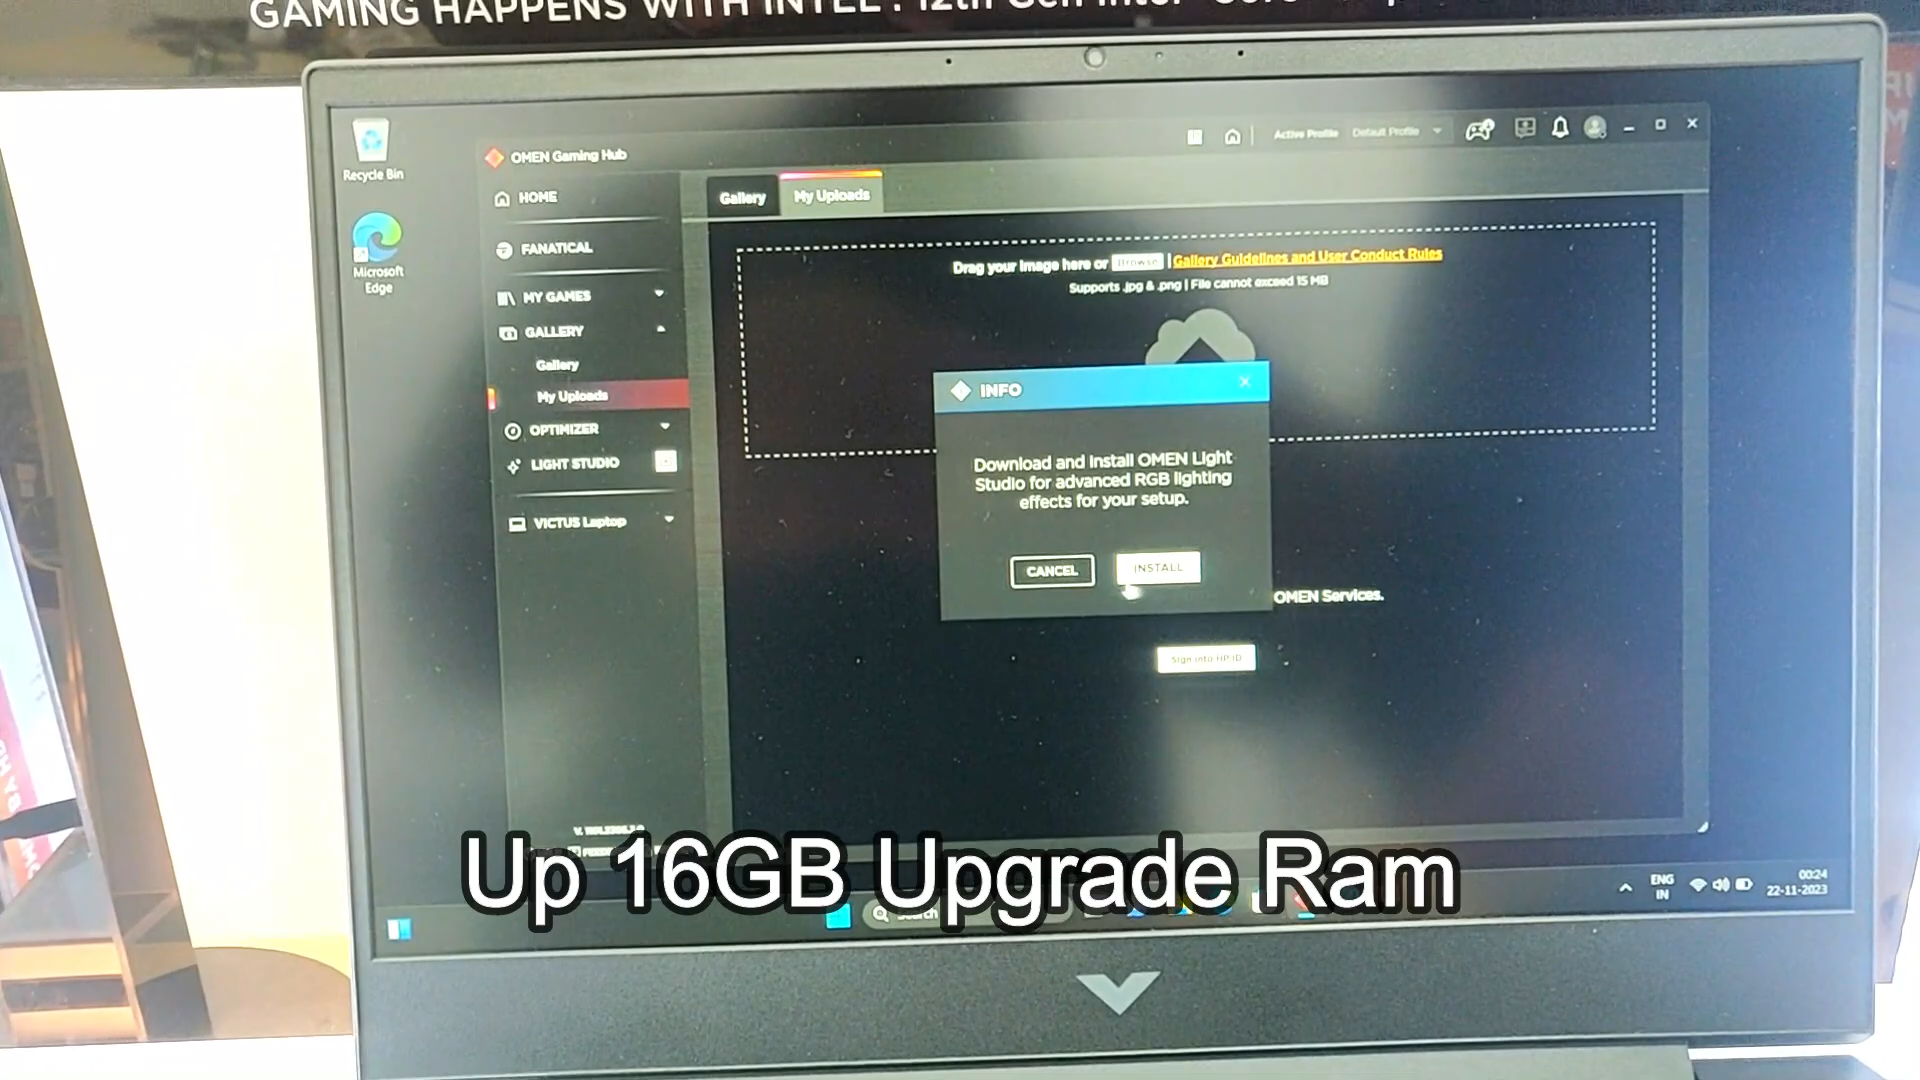 GAMING HAPPENS WITH INTEL®. 12th Gen Intel®
Recycle Bin
Microsoft
Edge
OMEN Gaming Hub
Active Profile Default Profile
HOME
FANATICAL
MY GAMES
GALLERY
Gallery
My Uploads
OPTIMIZER
LIGHT STUDIO
VICTUS Laptop
Gallery
My Uploads
Drag your image here or Browse | Gallery Guidelines and User Conduct Rules
Supports .jpg & .png | File cannot exceed 15 MB
INFO
Download and install OMEN Light
Studio for advanced RGB lighting
effects for your setup.
CANCEL
INSTALL
OMEN Services.
Sign into HP ID
Up 16GB Upgrade Ram
Search
ENG
IN
00:24
22-11-2023